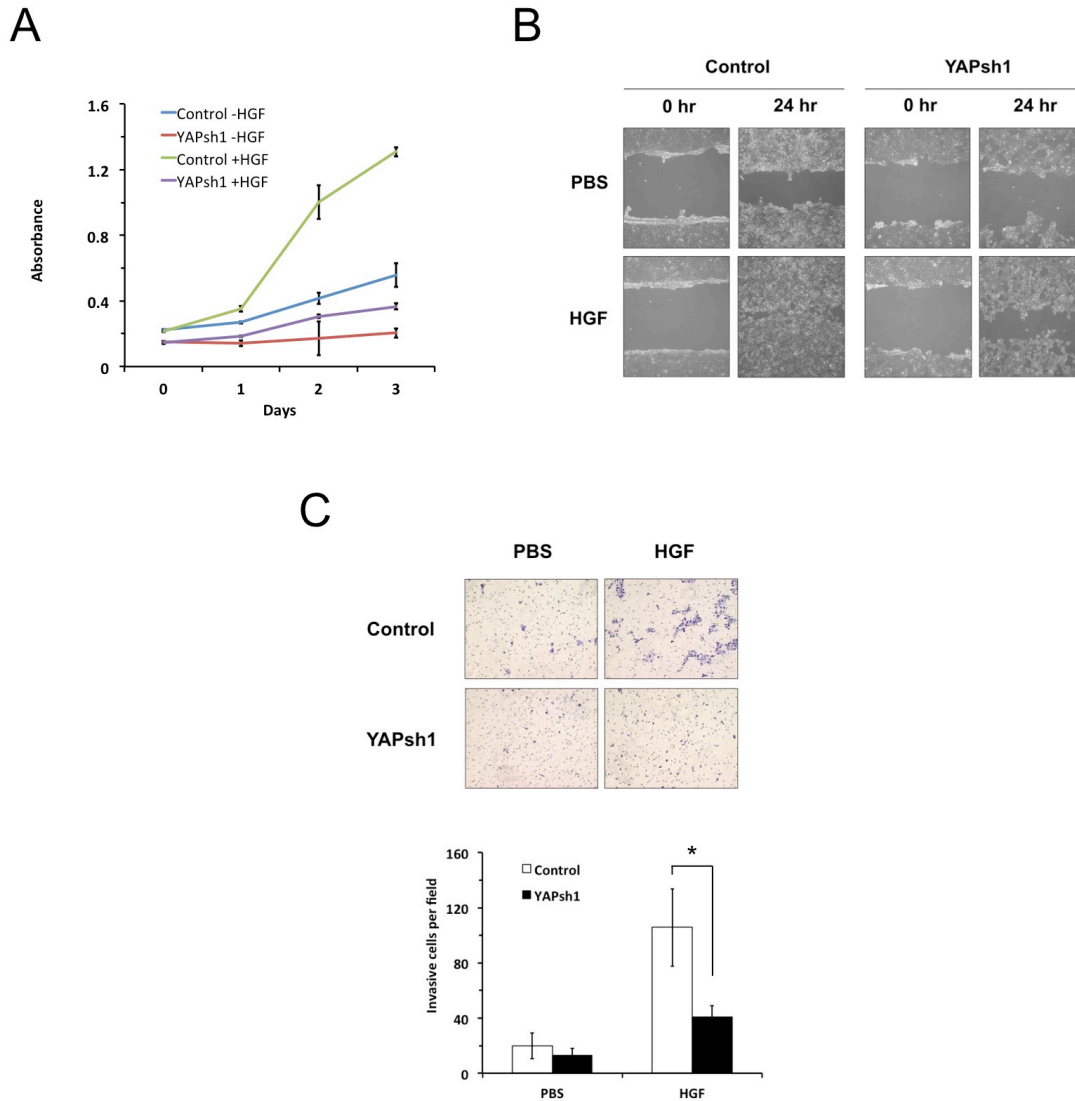 A
1.6
1.2
0.8
0.4
0
Absorbance
Control -HGF
YAPsh1 -HGF
Control +HGF
YAPsh1 +HGF
0 1 2 3
Days
B
Control YAPsh1
0 hr 24 hr 0 hr 24 hr
PBS
HGF
C
PBS HGF
Control
YAPsh1
160
120
80
40
0
Invasive cells per field
Control
YAPsh1
*
PBS HGF